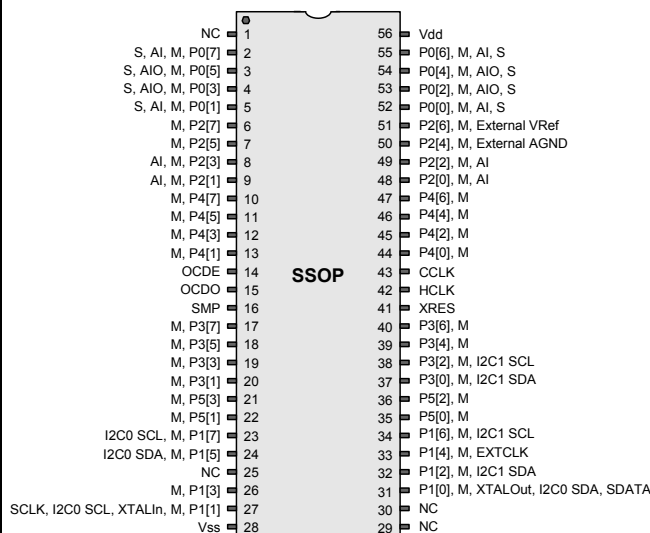 NC 1 56 Vdd
S, AI, M, P0[7] 2 55 P0[6], M, AI, S
S, AIO, M, P0[5] 3 54 P0[4], M, AIO, S
S, AIO, M, P0[3] 4 53 P0[2], M, AIO, S
S, AI, M, P0[1] 5 52 P0[0], M, AI, S
M, P2[7] 6 51 P2[6], M, External VRef
M, P2[5] 7 50 P2[4], M, External AGND
AI, M, P2[3] 8 49 P2[2], M, AI
AI, M, P2[1] 9 48 P2[0], M, AI
M, P4[7] 10 47 P4[6], M
M, P4[5] 11 46 P4[4], M
M, P4[3] 12 45 P4[2], M
M, P4[1] 13 44 P4[0], M
OCDE 14 SSOP 43 CCLK
OCDO 15 42 HCLK
SMP 16 41 XRES
M, P3[7] 17 40 P3[6], M
M, P3[5] 18 39 P3[4], M
M, P3[3] 19 38 P3[2], M, I2C1 SCL
M, P3[1] 20 37 P3[0], M, I2C1 SDA
M, P5[3] 21 36 P5[2], M
M, P5[1] 22 35 P5[0], M
I2C0 SCL, M, P1[7] 23 34 P1[6], M, I2C1 SCL
I2C0 SDA, M, P1[5] 24 33 P1[4], M, EXTCLK
NC 25 32 P1[2], M, I2C1 SDA
M, P1[3] 26 31 P1[0], M, XTALOut, I2C0 SDA, SDATA
SCLK, I2C0 SCL, XTALIn, M, P1[1] 27 30 NC
Vss 28 29 NC